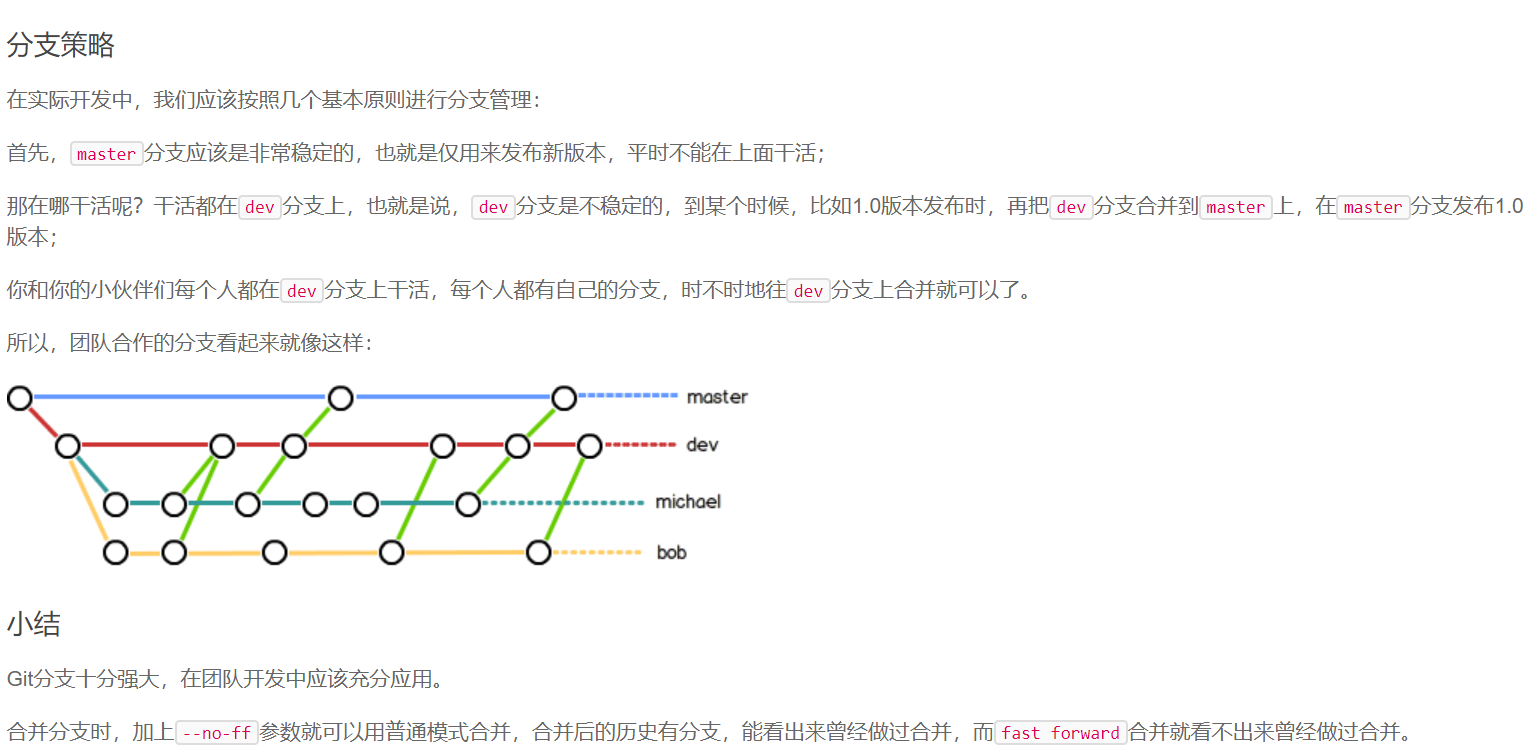 分支策略
在实际开发中，我们应该按照几个基本原则进行分支管理：
首先，master分支应该是非常稳定的，也就是仅用来发布新版本，平时不能在上面干活；
那在哪干活呢？干活都在dev分支上，也就是说，dev分支是不稳定的，到某个时候，比如1.0版本发布时，再把dev分支合并到master上，在master分支发布1.0
版本；
你和你的小伙伴们每个人都在dev分支上干活，每个人都有自己的分支，时不时地往dev分支上合并就可以了。
所以，团队合作的分支看起来就像这样：
master
dev
michael
bob
小结
Git分支十分强大，在团队开发中应该充分应用。
合并分支时，加上--no-ff参数就可以用普通模式合并，合并后的历史有分支，能看出来曾经做过合并，而fast forward合并就看不出来曾经做过合并。